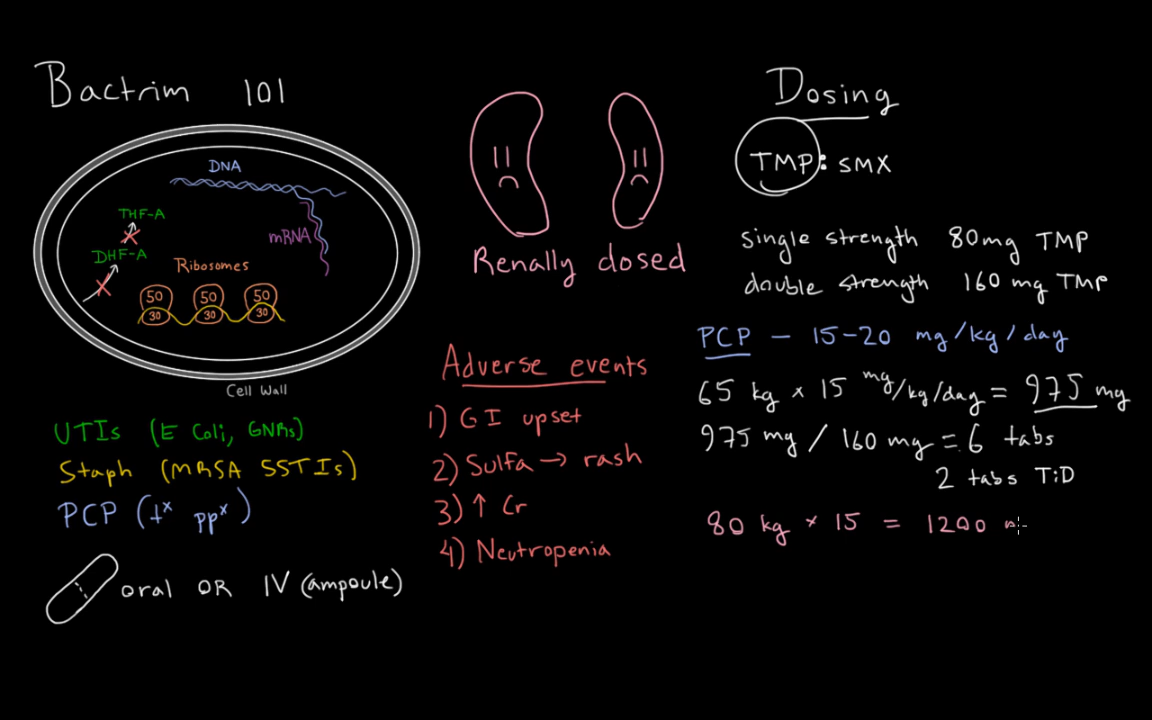 Bactrim 101
DNA
THF-A
mRNA
DHF-A
Ribosomes
50 50 50
30 30 30
Cell Wall
UTIs (E Coli, GNRs)
Staph (MRSA SSTIs)
PCP (tx ppx)
oral OR IV (ampoule)
Renally dosed
Adverse events
1) GI upset
2) Sulfa → rash
3) ↑ Cr
4) Neutropenia
Dosing
TMP: SMX
single strength 80mg TMP
double strength 160 mg TMP
PCP - 15-20 mg/kg/day
65 kg × 15 mg/kg/day = 975 mg
975 mg / 160 mg = 6 tabs
2 tabs TiD
80 kg × 15 = 1200